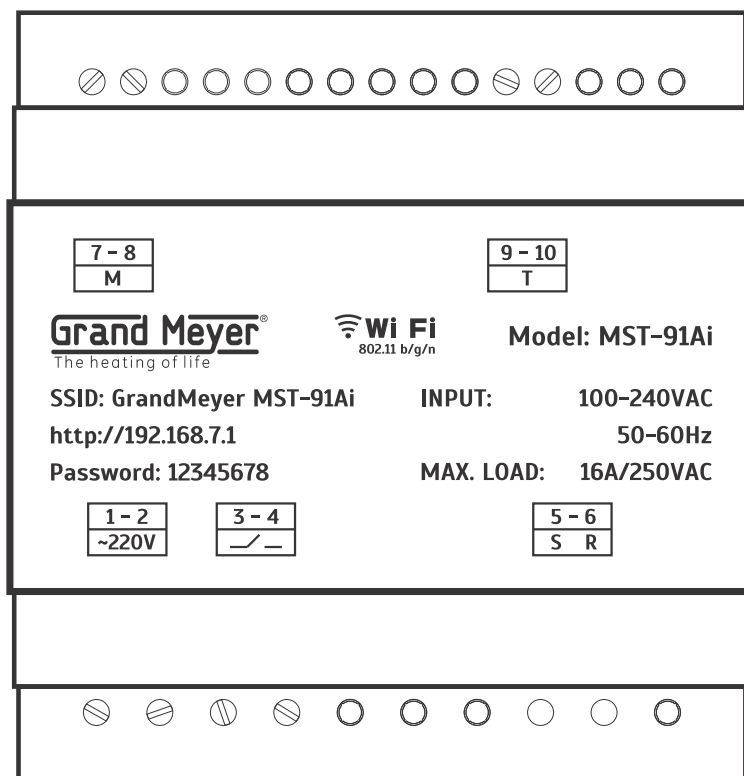 7 - 8
M
9 - 10
T
Grand Meyer®
The heating of life
Wi Fi
802.11 b/g/n
Model: MST-91Ai
SSID: GrandMeyer MST-91Ai
http://192.168.7.1
Password: 12345678
INPUT: 100-240VAC
50-60Hz
MAX. LOAD: 16A/250VAC
1 - 2
~220V
3 - 4
5 - 6
S R